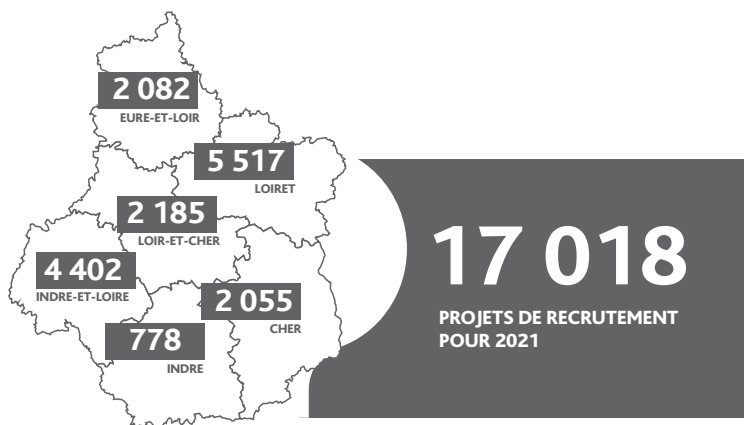 2 082
EURE-ET-LOIR
5 517
LOIRET
2 185
LOIR-ET-CHER
4 402
INDRE-ET-LOIRE
2 055
CHER
778
INDRE
17 018
PROJETS DE RECRUTEMENT
POUR 2021